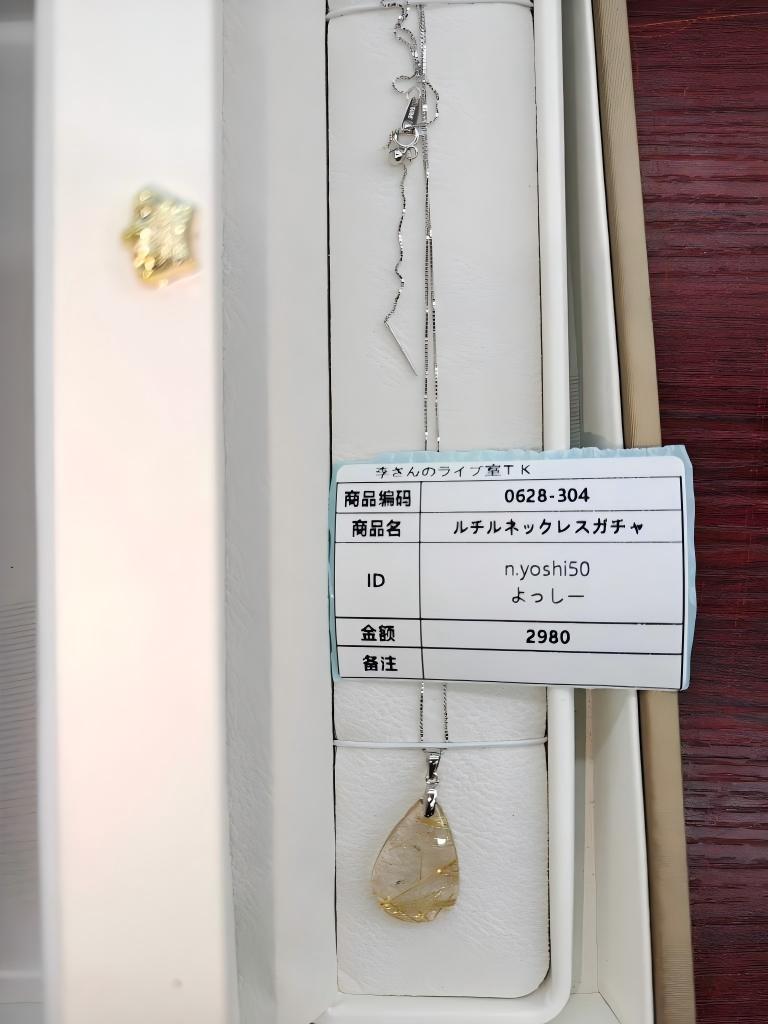 李さんのライブ室TK
商品编码 0628-304
商品名 ルチルネックレスガチャ
ID n.yoshi50
よっしー
金额 2980
备注